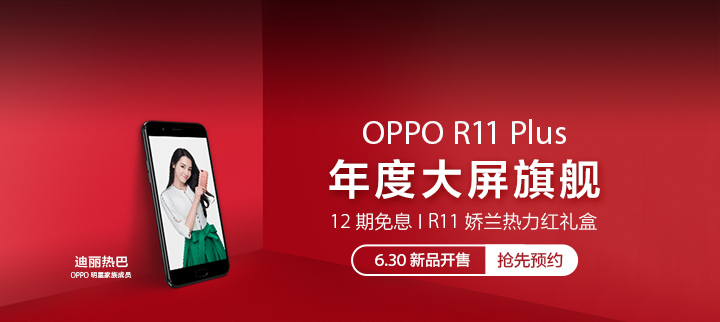 OPPO R11 Plus
年度大屏旗舰
12 期免息 I R11 娇兰热力红礼盒
6.30 新品开售 抢先预约
迪丽热巴
OPPO 明星家族成员